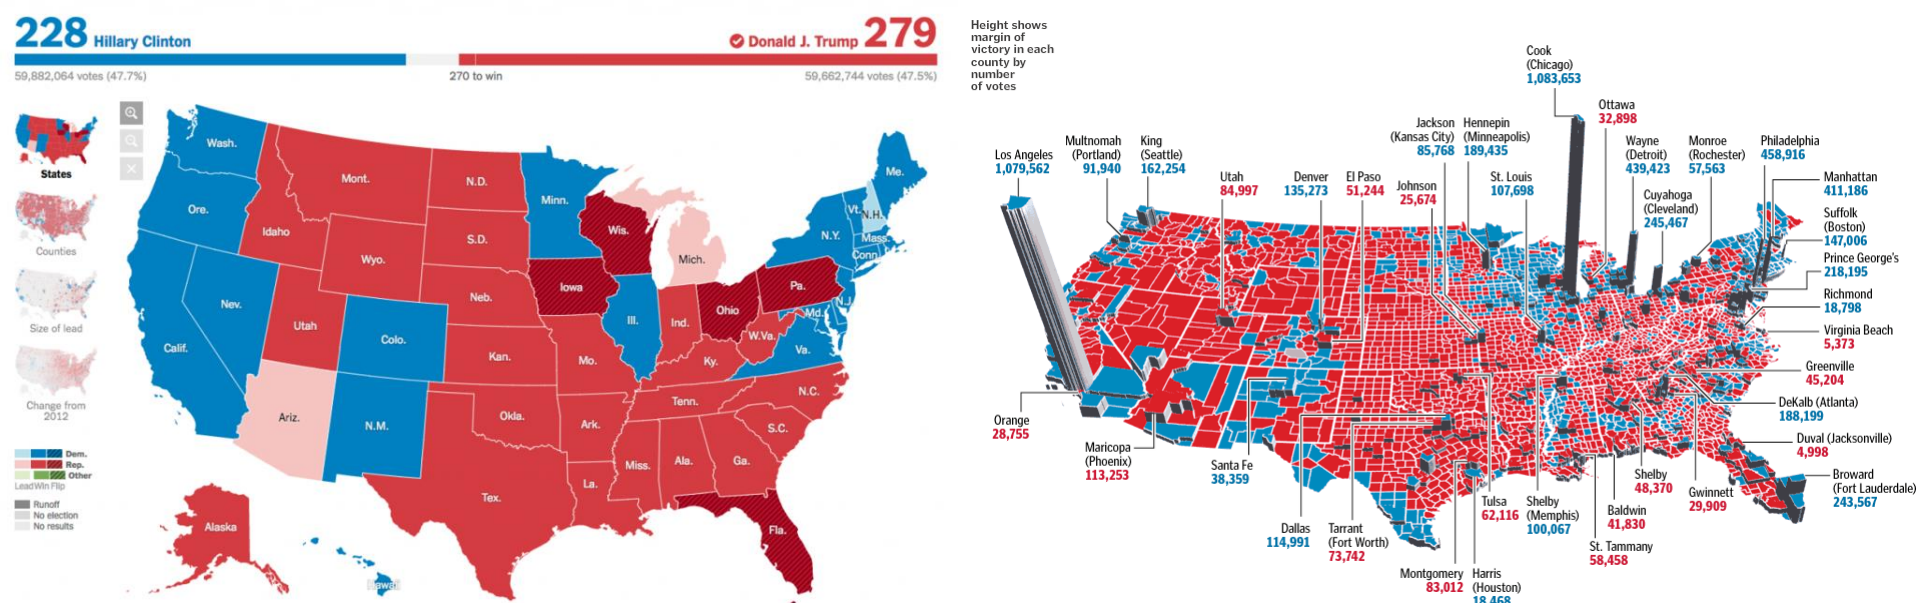 228 Hillary Clinton
Donald J. Trump 279
59,882,064 votes (47.7%)
270 to win
59,662,744 votes (47.5%)
States
Counties
Size of lead
Change from
2012
Dem.
Rep.
Other
Lead Win Flip
Runoff
No election
No results
Wash.
Ore.
Calif.
Nev.
Idaho
Mont.
Wyo.
Utah
Ariz.
Colo.
N.M.
N.D.
S.D.
Neb.
Kan.
Okla.
Tex.
Minn.
Iowa
Mo.
Ark.
La.
Wis.
Ill.
Mich.
Ind.
Ohio
Ky.
Tenn.
Miss.
Ala.
Ga.
Fla.
S.C.
N.C.
Va.
W.Va.
Pa.
N.Y.
Vt.
N.H.
Me.
Mass.
Conn.
N.J.
Md.
Alaska
Hawaii
Height shows
margin of
victory in each
county by
number
of votes
Los Angeles
1,079,562
Multnomah
(Portland)
91,940
King
(Seattle)
162,254
Utah
84,997
Denver
135,273
El Paso
51,244
Johnson
25,674
Jackson
(Kansas City)
85,768
Hennepin
(Minneapolis)
189,435
St. Louis
107,698
Cook
(Chicago)
1,083,653
Ottawa
32,898
Wayne
(Detroit)
439,423
Cuyahoga
(Cleveland)
245,467
Monroe
(Rochester)
57,563
Philadelphia
458,916
Manhattan
411,186
Suffolk
(Boston)
147,006
Prince George's
218,195
Richmond
18,798
Virginia Beach
5,373
Greenville
45,204
DeKalb (Atlanta)
188,199
Duval (Jacksonville)
4,998
Broward
(Fort Lauderdale)
243,567
Orange
28,755
Maricopa
(Phoenix)
113,253
Santa Fe
38,359
Dallas
114,991
Tarrant
(Fort Worth)
73,742
Montgomery
83,012
Harris
(Houston)
18,468
Tulsa
62,116
Shelby
(Memphis)
100,067
St. Tammany
58,458
Baldwin
41,830
Shelby
48,370
Gwinnett
29,909